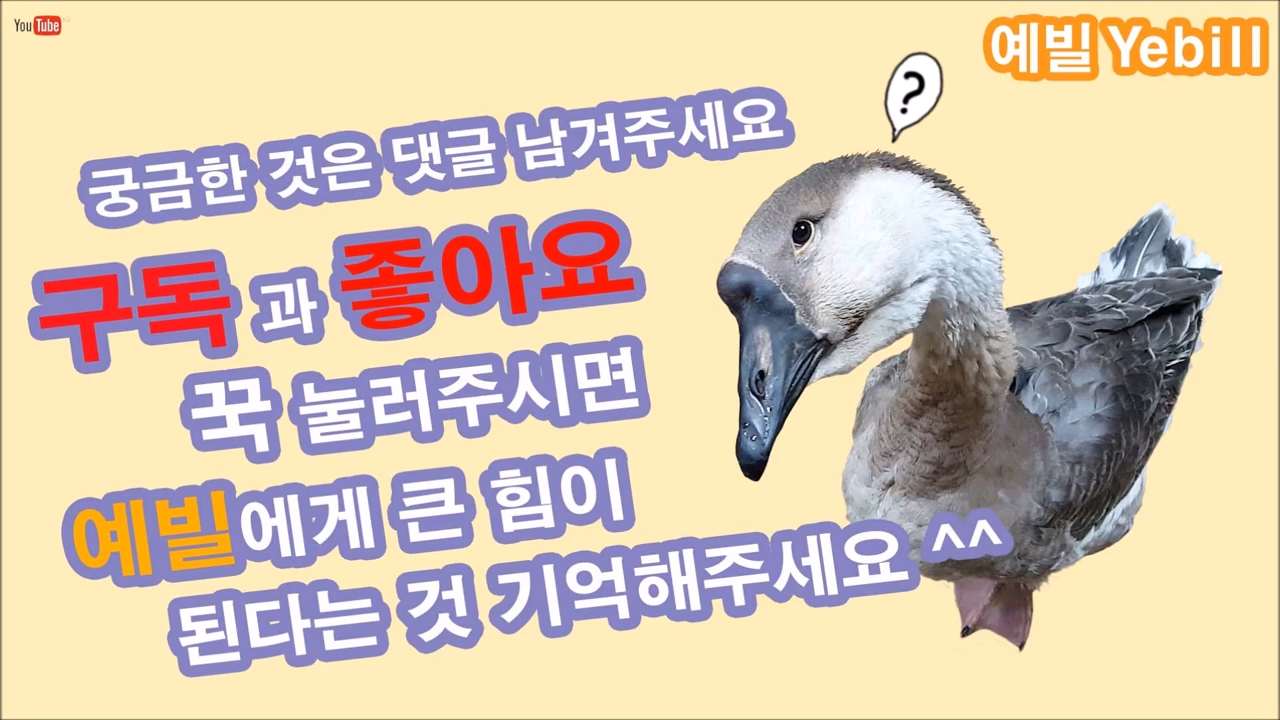 YouTube
예빌 Yebill
?
궁금한 것은 댓글 남겨주세요
구독 과 좋아요
꾹 눌러주시면
예빌에게 큰 힘이
된다는 것 기억해주세요 ^^